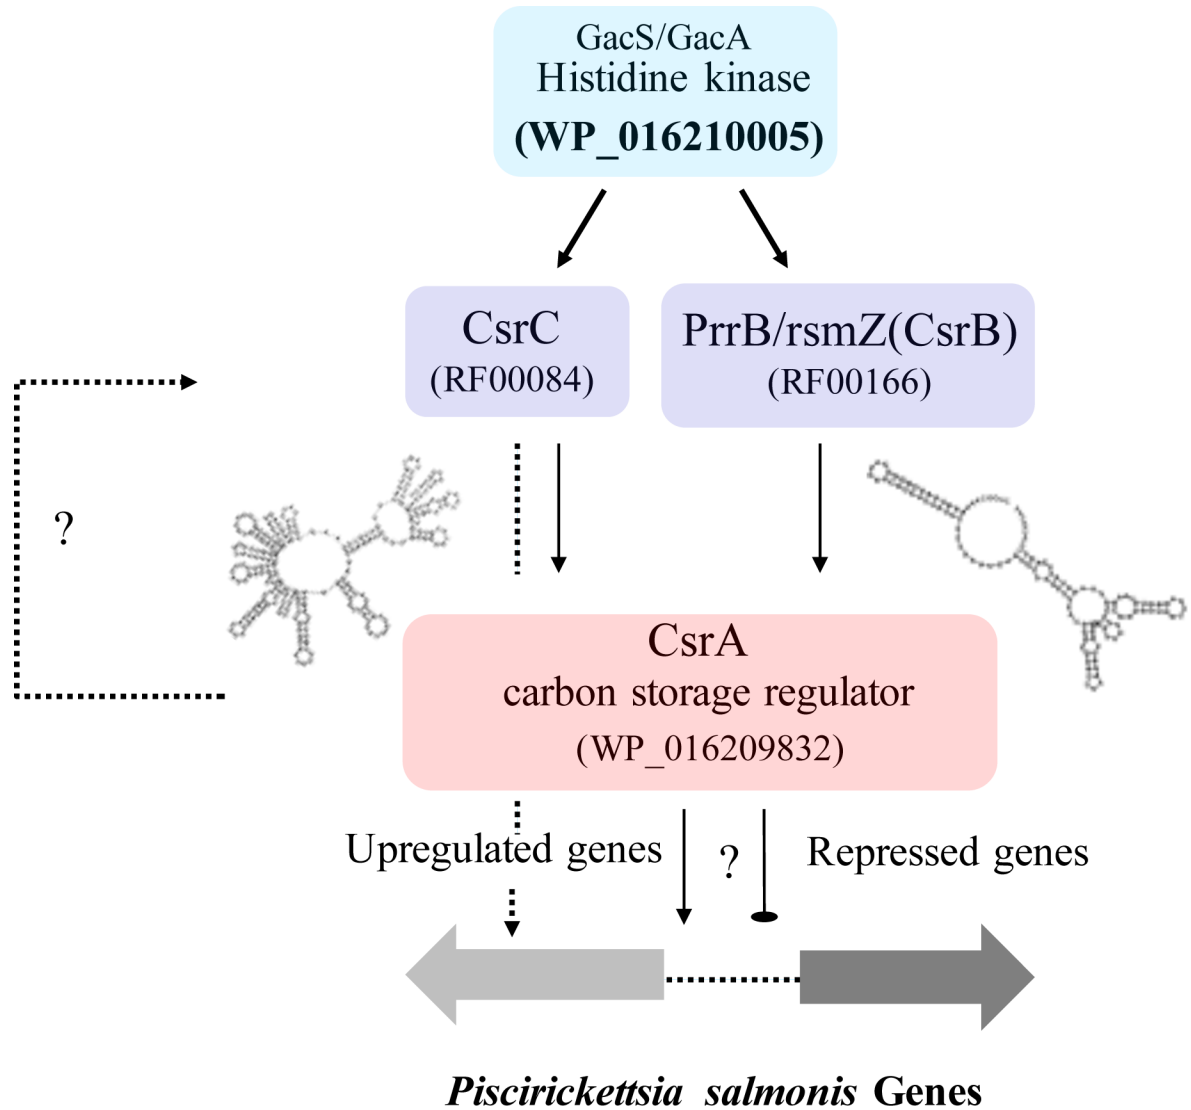 GacS/GacA
Histidine kinase
(WP_016210005)
CsrC
(RF00084)
PrrB/rsmZ(CsrB)
(RF00166)
?
CsrA
carbon storage regulator
(WP_016209832)
Upregulated genes
?
Repressed genes
Piscirickettsia salmonis Genes